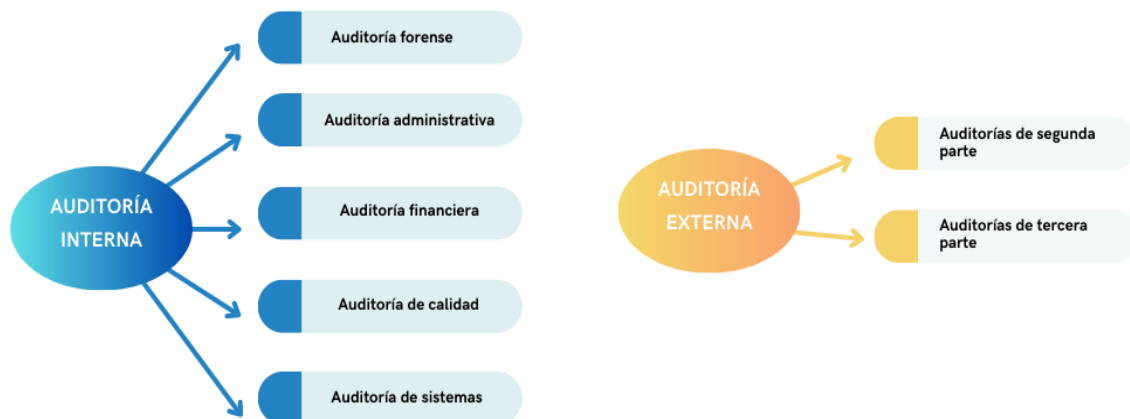 AUDITORÍA
INTERNA
Auditoría forense
Auditoría administrativa
Auditoría financiera
Auditoría de calidad
Auditoría de sistemas
AUDITORÍA
EXTERNA
Auditorías de segunda
parte
Auditorías de tercera
parte